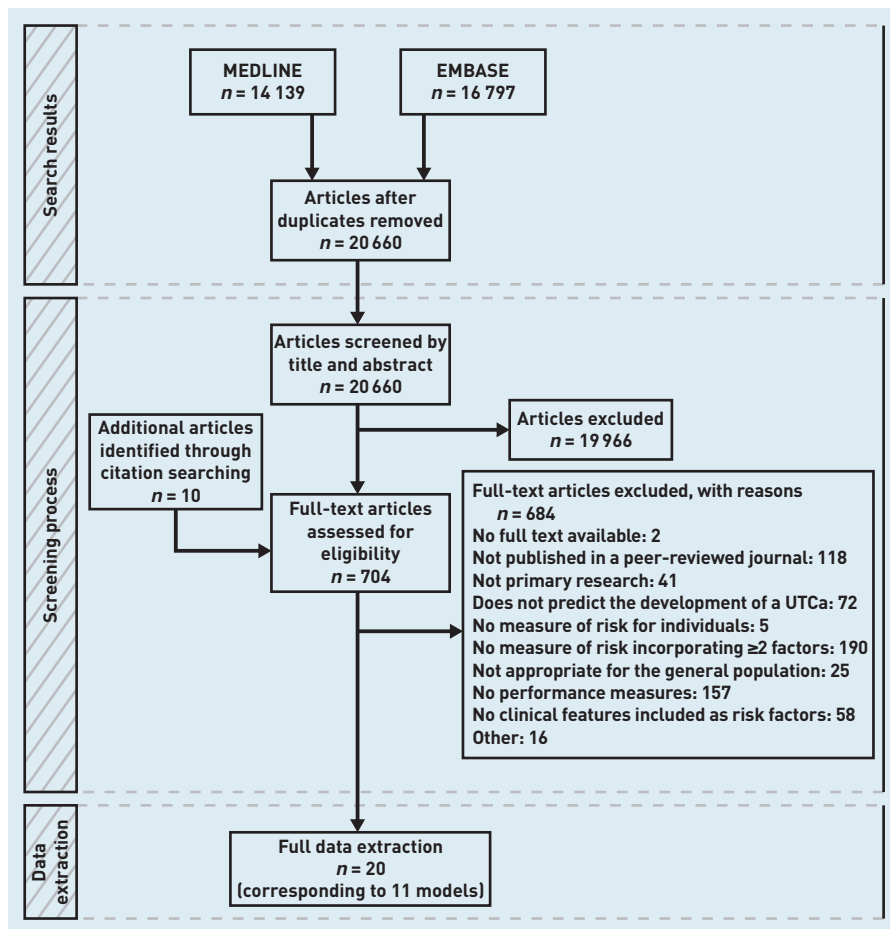 Search results
MEDLINE
n = 14 139
EMBASE
n = 16 797
Articles after
duplicates removed
n = 20 660
Screening process
Articles screened by
title and abstract
n = 20 660
Articles excluded
n = 19 966
Additional articles
identified through
citation searching
n = 10
Full-text articles
assessed for
eligibility
n = 704
Full-text articles excluded, with reasons
n = 684
No full text available: 2
Not published in a peer-reviewed journal: 118
Not primary research: 41
Does not predict the development of a UTCa: 72
No measure of risk for individuals: 5
No measure of risk incorporating ≥2 factors: 190
Not appropriate for the general population: 25
No performance measures: 157
No clinical features included as risk factors: 58
Other: 16
Data
extraction
Full data extraction
n = 20
(corresponding to 11 models)